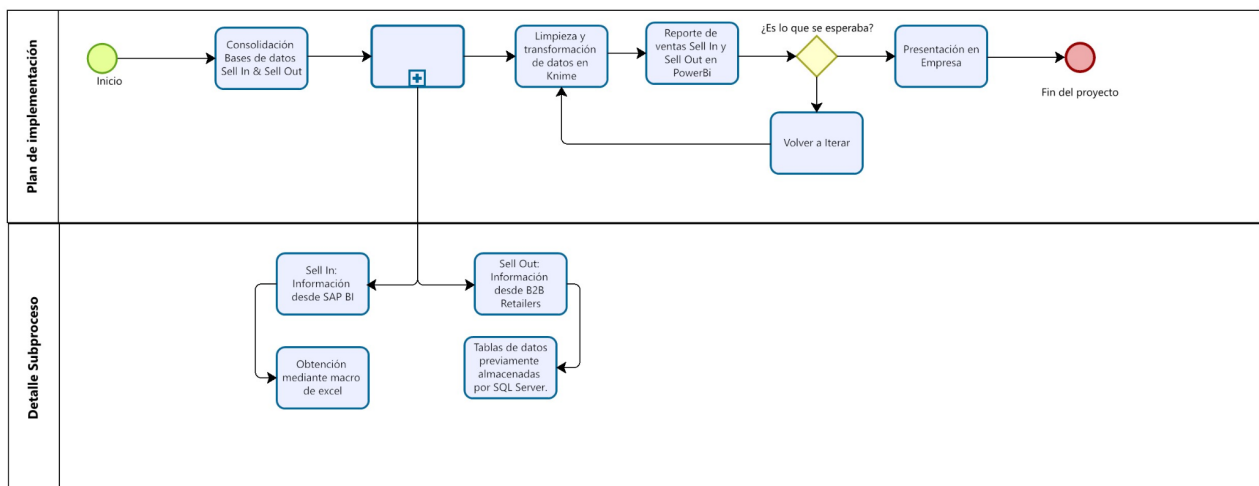 Plan de implementación
Inicio
Consolidación
Bases de datos
Sell In & Sell Out
Limpieza y
transformación
de datos en
Knime
Reporte de
ventas Sell In y
Sell Out en
PowerBi
¿Es lo que se esperaba?
Volver a Iterar
Presentación en
Empresa
Fin del proyecto
Detalle Subproceso
Sell In:
Información
desde SAP BI
Obtención
mediante macro
de excel
Sell Out:
Información
desde B2B
Retailers
Tablas de datos
previamente
almacenadas
por SQL Server.